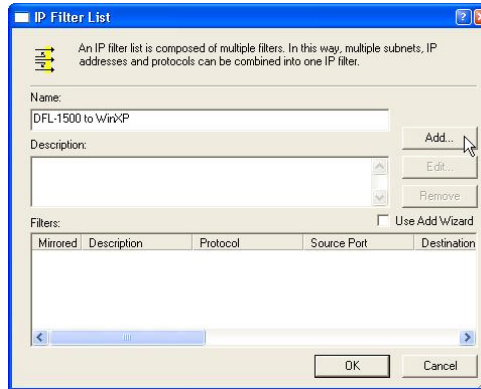 IP Filter List
An IP filter list is composed of multiple filters. In this way, multiple subnets, IP
addresses and protocols can be combined into one IP filter.
Name:
DFL-1500 to WinXP
Add...
Description:
Edit...
Remove
Filters:
Use Add Wizard
Mirrored Description Protocol Source Port Destination
OK Cancel